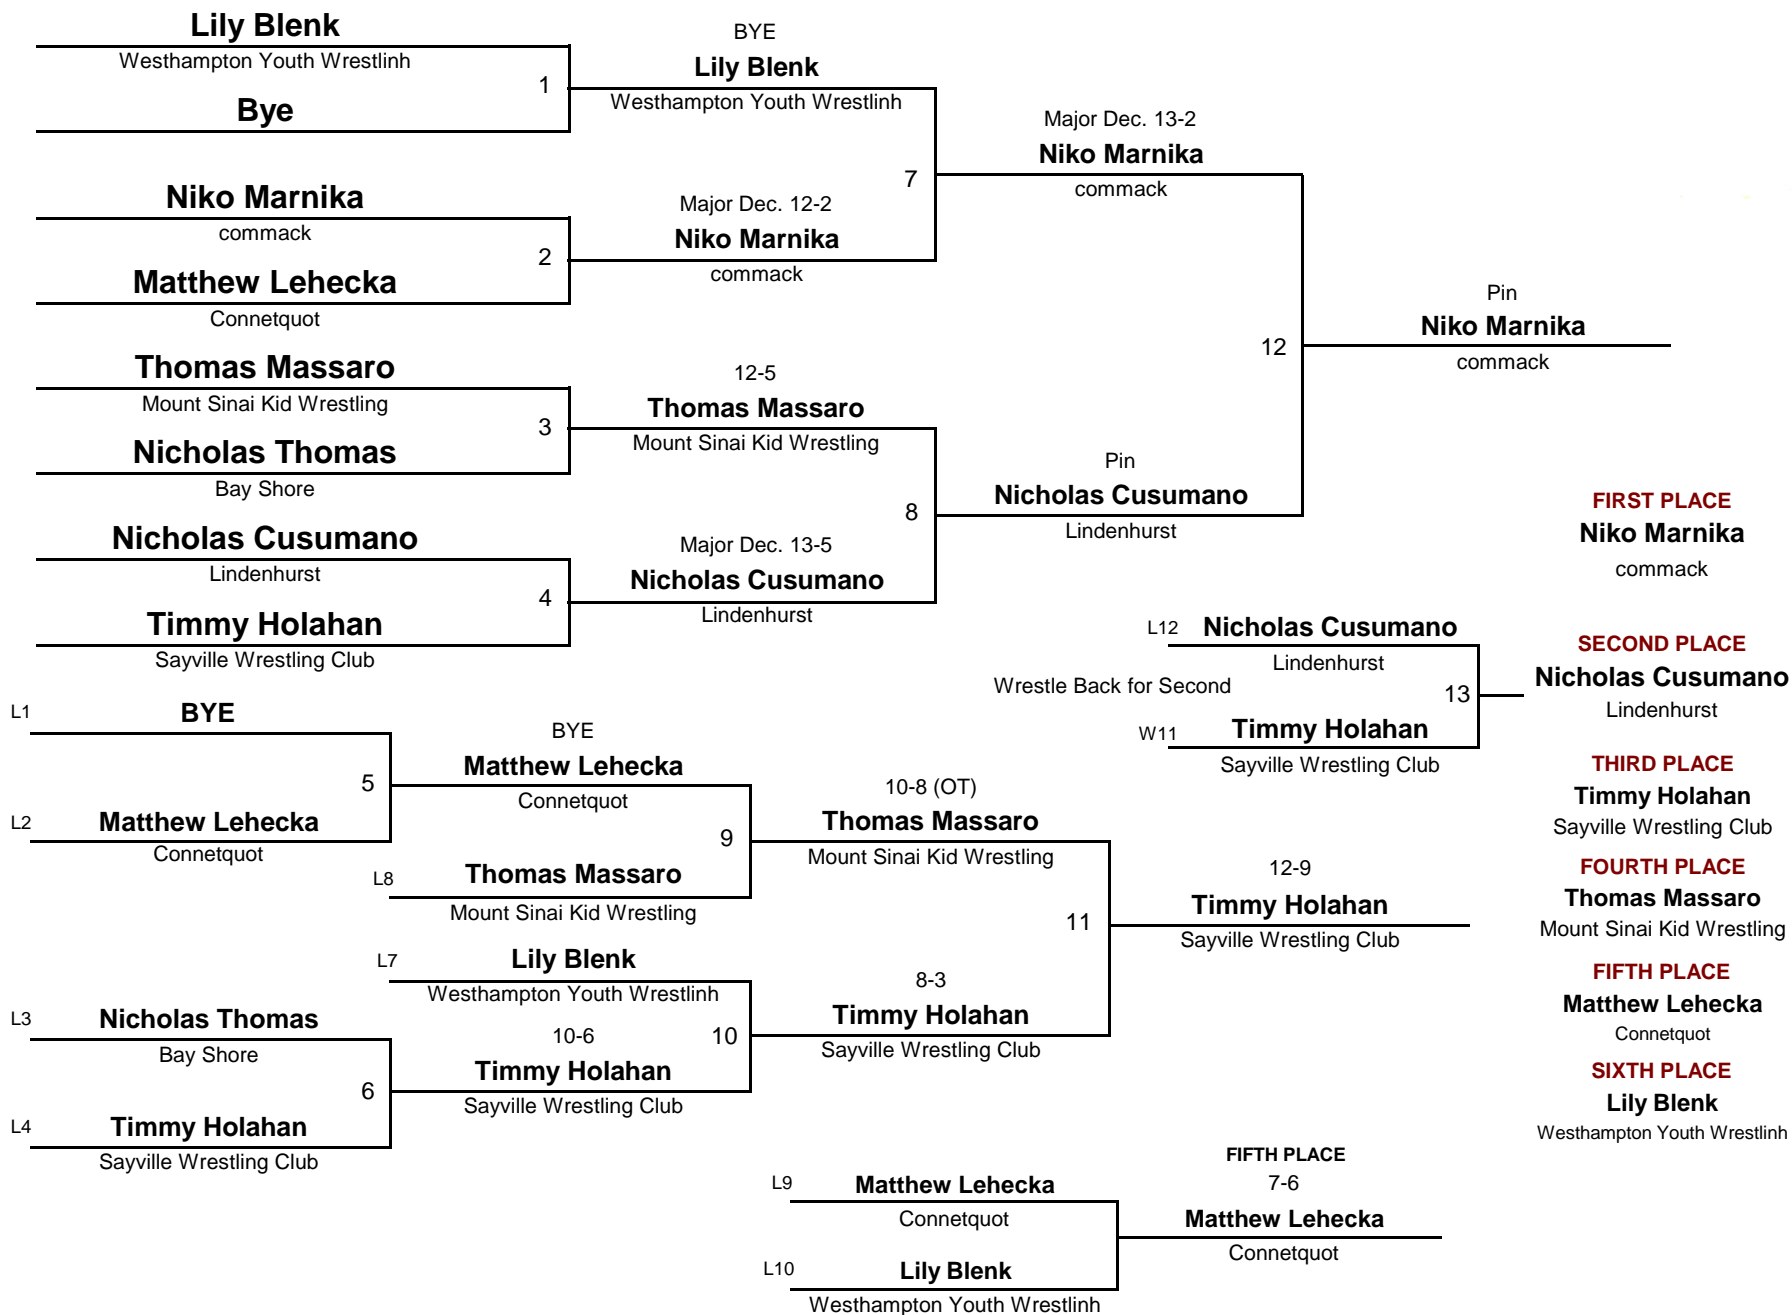 Lily Blenk
Westhampton Youth Wrestlinh
1
Bye
BYE
Lily Blenk
Westhampton Youth Wrestlinh
Niko Marnika
commack
2
Matthew Lehecka
Connetquot
Major Dec. 12-2
Niko Marnika
commack
7
Major Dec. 13-2
Niko Marnika
commack
Thomas Massaro
Mount Sinai Kid Wrestling
3
Nicholas Thomas
Bay Shore
12-5
Thomas Massaro
Mount Sinai Kid Wrestling
Nicholas Cusumano
Lindenhurst
4
Timmy Holahan
Sayville Wrestling Club
Major Dec. 13-5
Nicholas Cusumano
Lindenhurst
8
Pin
Nicholas Cusumano
Lindenhurst
12
Pin
Niko Marnika
commack
L12 Nicholas Cusumano
Lindenhurst
Wrestle Back for Second
13
W11 Timmy Holahan
Sayville Wrestling Club
FIRST PLACE
Niko Marnika
commack
SECOND PLACE
Nicholas Cusumano
Lindenhurst
THIRD PLACE
Timmy Holahan
Sayville Wrestling Club
FOURTH PLACE
Thomas Massaro
Mount Sinai Kid Wrestling
FIFTH PLACE
Matthew Lehecka
Connetquot
SIXTH PLACE
Lily Blenk
Westhampton Youth Wrestlinh
L1 BYE
5
L2 Matthew Lehecka
Connetquot
BYE
Matthew Lehecka
Connetquot
9
L8 Thomas Massaro
Mount Sinai Kid Wrestling
10-8 (OT)
Thomas Massaro
Mount Sinai Kid Wrestling
L7 Lily Blenk
Westhampton Youth Wrestlinh
L3 Nicholas Thomas
Bay Shore
6
L4 Timmy Holahan
Sayville Wrestling Club
10-6
Timmy Holahan
Sayville Wrestling Club
10
8-3
Timmy Holahan
Sayville Wrestling Club
11
12-9
Timmy Holahan
Sayville Wrestling Club
L9 Matthew Lehecka
Connetquot
L10 Lily Blenk
Westhampton Youth Wrestlinh
FIFTH PLACE
7-6
Matthew Lehecka
Connetquot